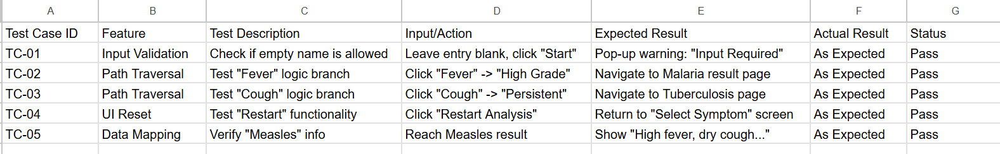 A B C D E F G
Test Case ID Feature Test Description Input/Action Expected Result Actual Result Status
TC-01 Input Validation Check if empty name is allowed Leave entry blank, click "Start" Pop-up warning: "Input Required" As Expected Pass
TC-02 Path Traversal Test "Fever" logic branch Click "Fever" -> "High Grade" Navigate to Malaria result page As Expected Pass
TC-03 Path Traversal Test "Cough" logic branch Click "Cough" -> "Persistent" Navigate to Tuberculosis page As Expected Pass
TC-04 UI Reset Test "Restart" functionality Click "Restart Analysis" Return to "Select Symptom" screen As Expected Pass
TC-05 Data Mapping Verify "Measles" info Reach Measles result Show "High fever, dry cough..." As Expected Pass